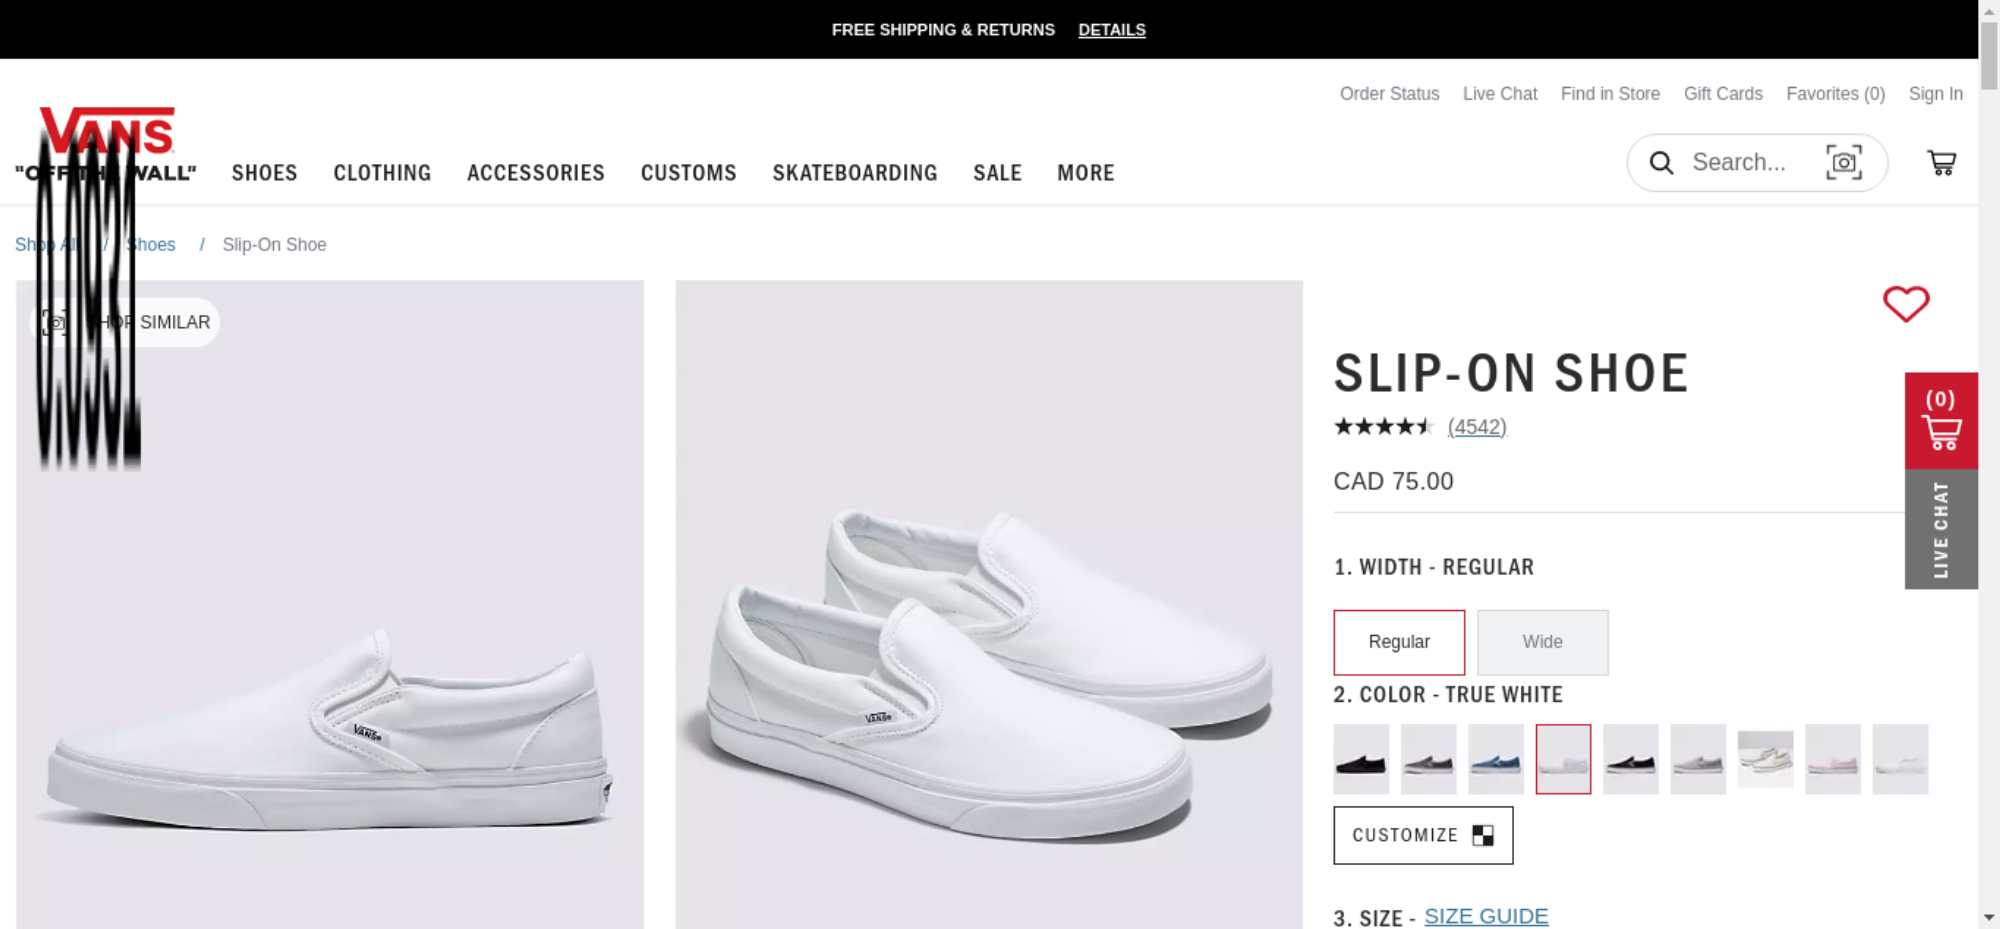 FREE SHIPPING & RETURNS DETAILS
Order Status Live Chat Find in Store Gift Cards Favorites (0) Sign In
VANS
"OFF THE WALL"
SHOES CLOTHING ACCESSORIES CUSTOMS SKATEBOARDING SALE MORE
Search...
Shop All / Shoes / Slip-On Shoe
0.0931
SHOP SIMILAR
SLIP-ON SHOE
(4542)
CAD 75.00
(0)
LIVE CHAT
1. WIDTH - REGULAR
Regular Wide
2. COLOR - TRUE WHITE
CUSTOMIZE
3. SIZE - SIZE GUIDE
VANS
VANS